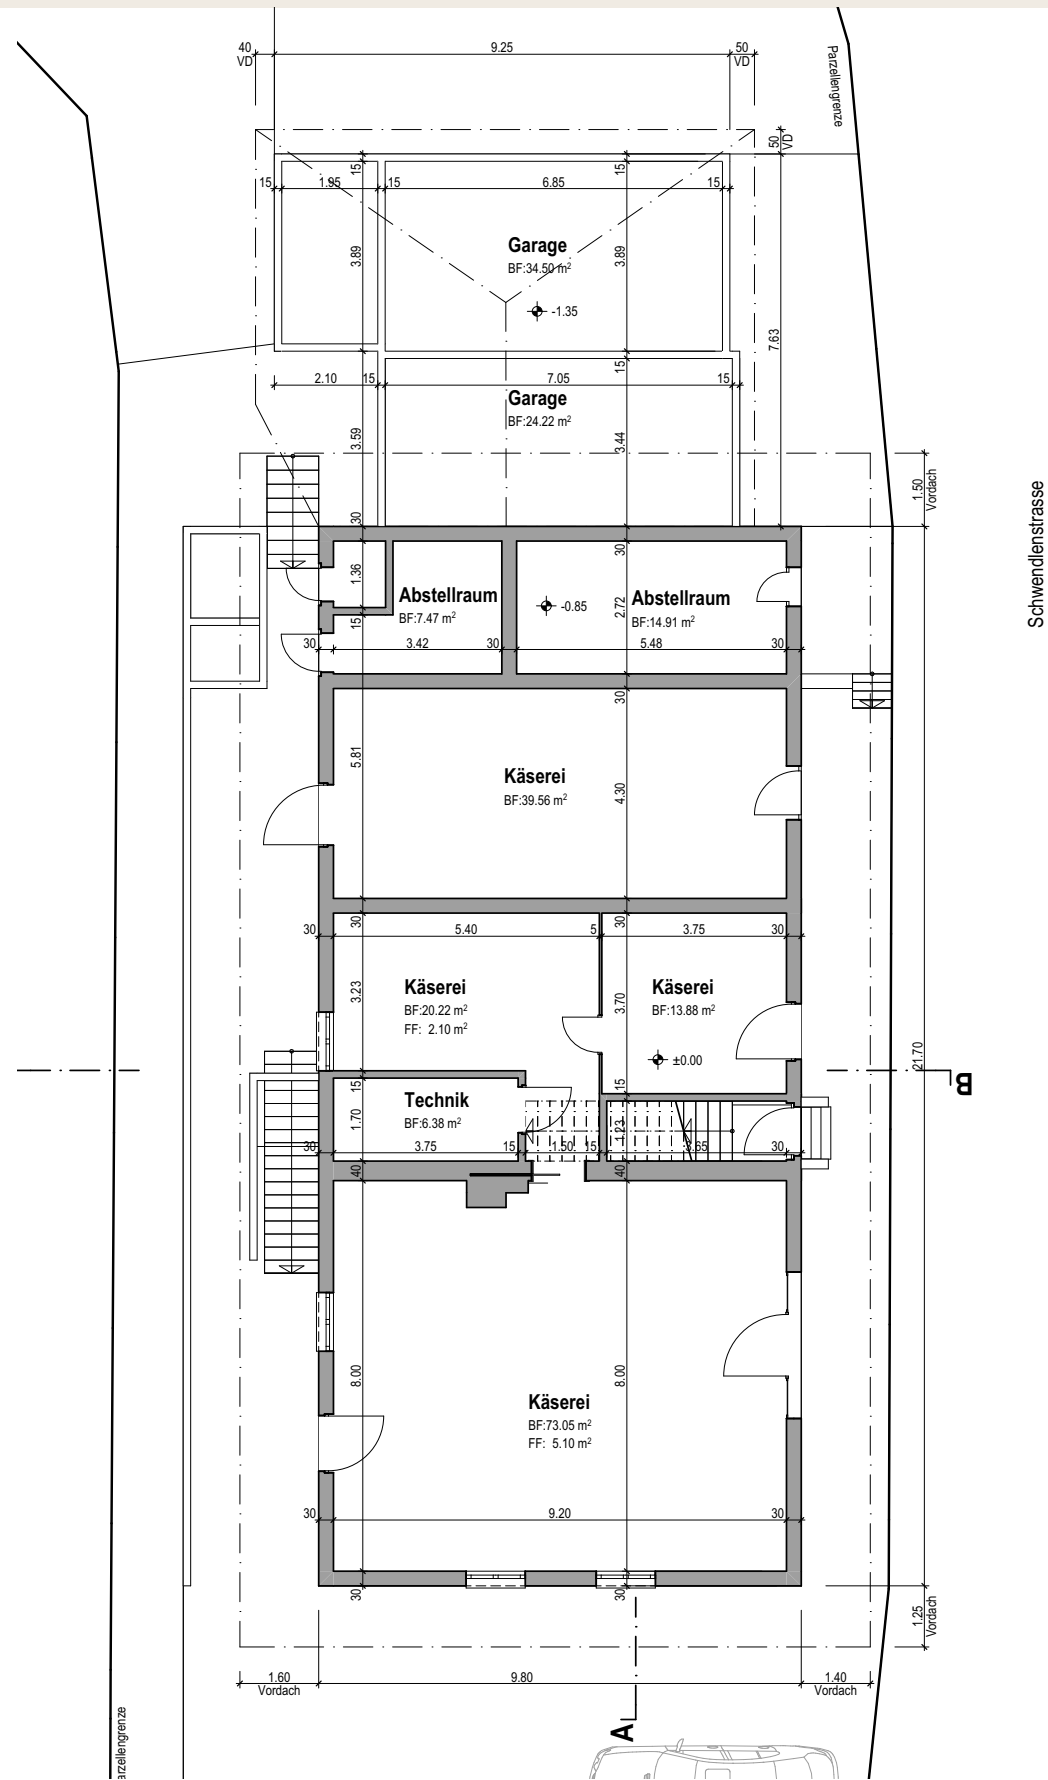 40
VD
9.25
50
VD
Parzellengrenze
50
VD
15
15
15
1.95
15
6.85
15
3.89
Garage
BF:34.50 m²
3.89
-1.35
7.63
15
2.10
15
7.05
15
Garage
BF:24.22 m²
3.59
3.44
1.50
Vordach
Schwendlenstrasse
30
30
1.36
Abstellraum
BF:7.47 m²
-0.85
2.72
Abstellraum
BF:14.91 m²
15
30
3.42
30
5.48
30
30
5.81
Käserei
BF:39.56 m²
4.30
30
30
30
5.40
5
3.75
30
3.23
Käserei
BF:20.22 m²
FF: 2.10 m²
3.70
Käserei
BF:13.88 m²
±0.00
21.70
B
15
15
Technik
BF:6.38 m²
1.70
1.23
30
3.75
15
1.50
15
3.65
30
40
40
8.00
8.00
Käserei
BF:73.05 m²
FF: 5.10 m²
30
9.20
30
30
30
1.25
Vordach
1.60
Vordach
9.80
1.40
Vordach
A
arzellengrenze